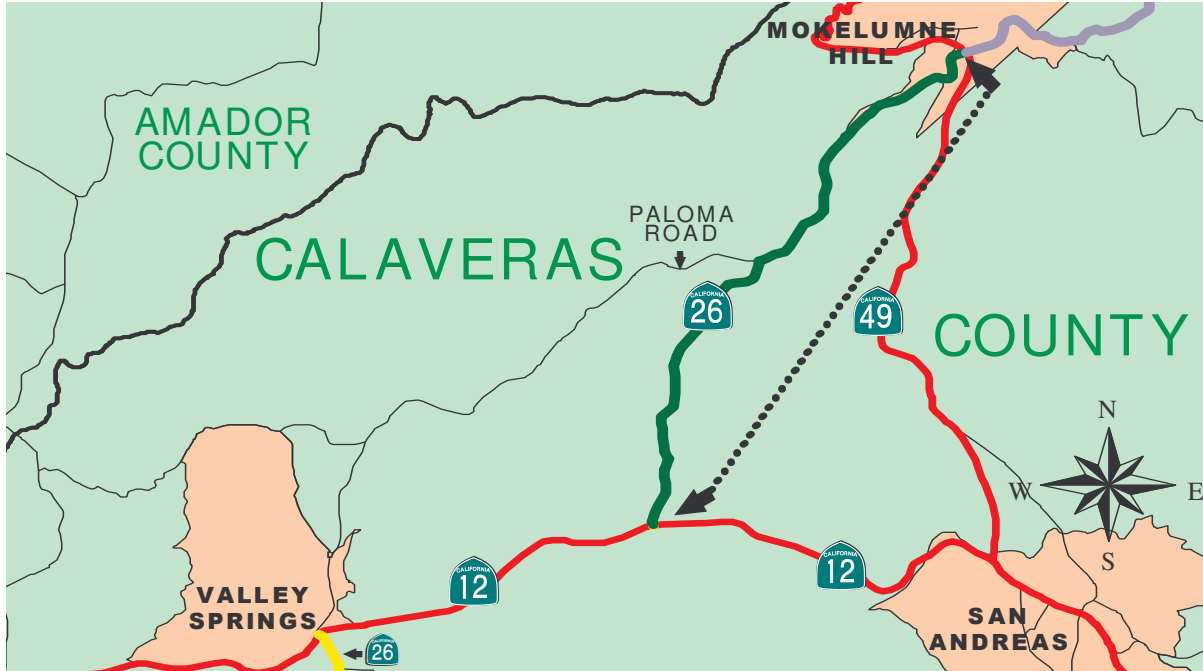 MOKELUMNE
HILL
AMADOR
COUNTY
PALOMA
ROAD
CALAVERAS
CALIFORNIA
26
CALIFORNIA
49
COUNTY
N
W
E
S
CALIFORNIA
12
CALIFORNIA
12
VALLEY
SPRINGS
SAN
ANDREAS
CALIFORNIA
26